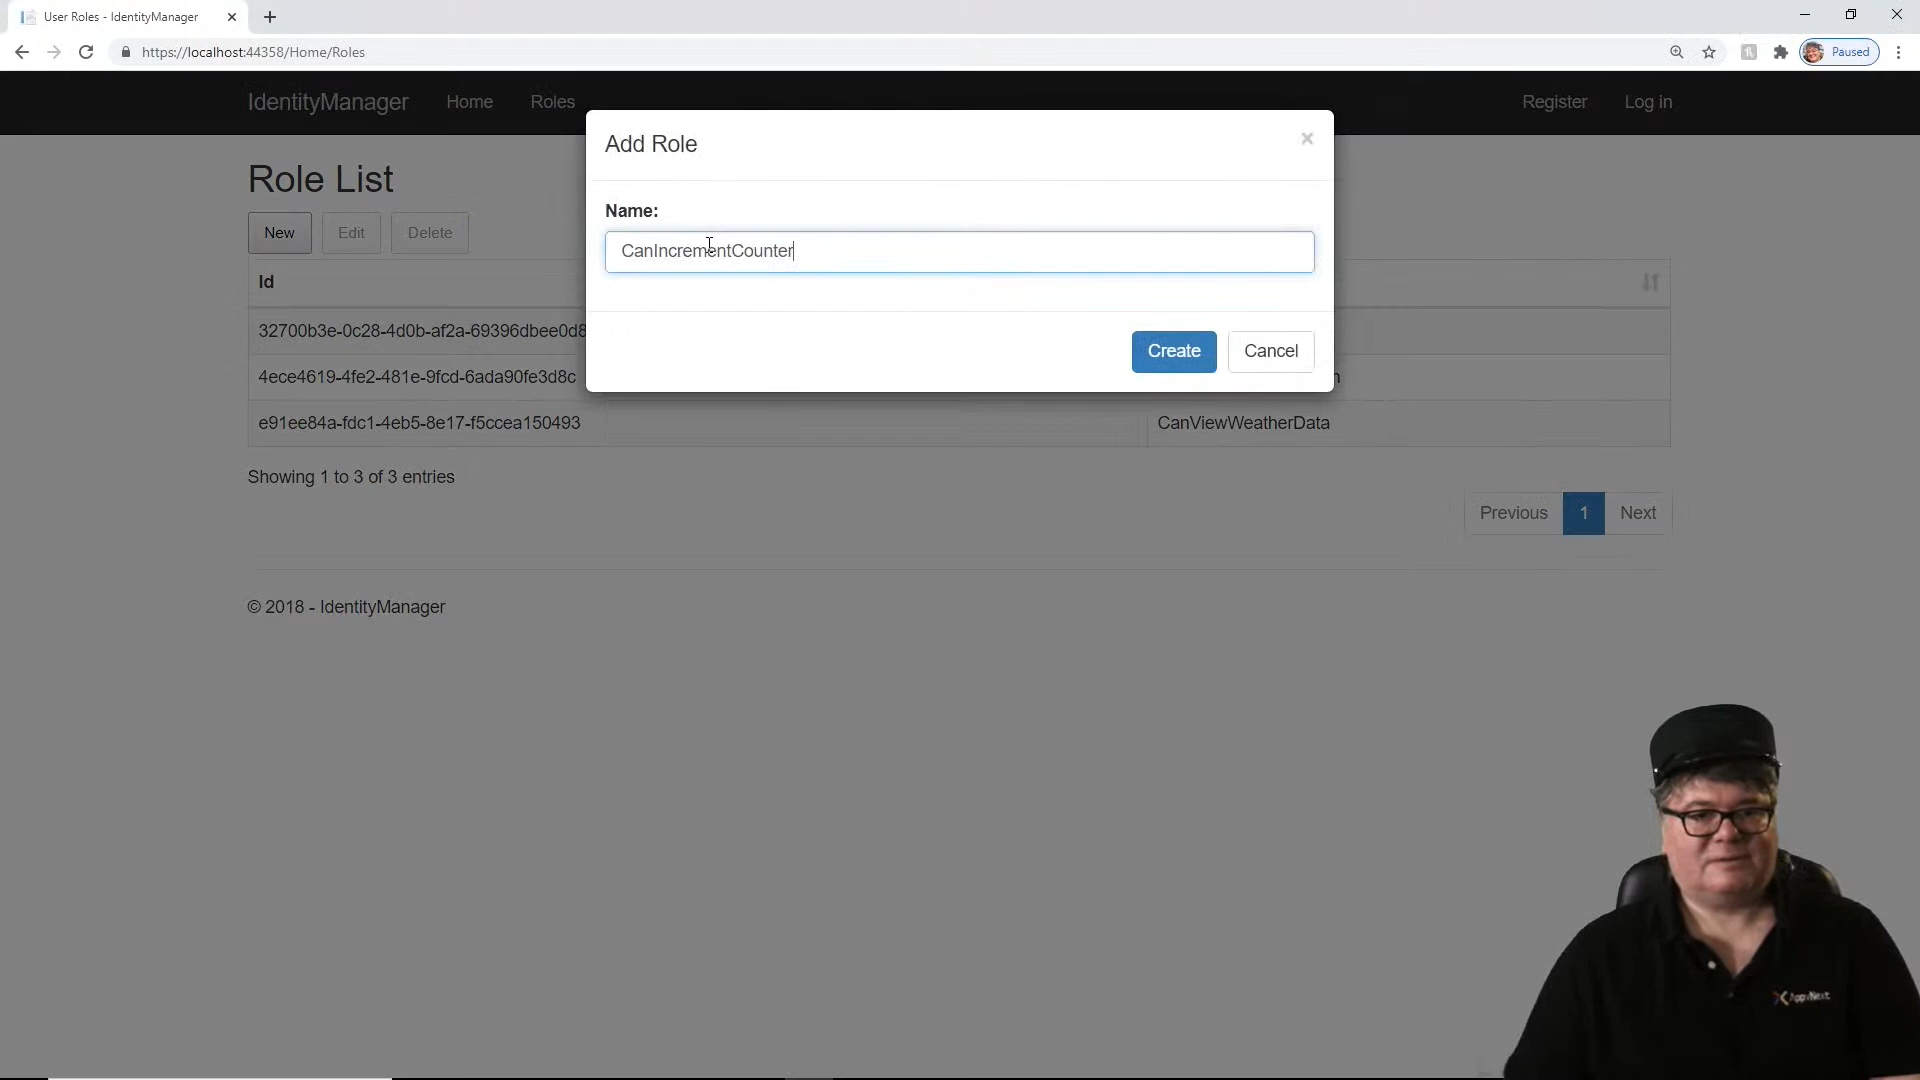 User Roles - IdentityManager
https://localhost:44358/Home/Roles
Paused
IdentityManager Home Roles Register Log in
Add Role
Role List
Name:
CanIncrementCounter
New Edit Delete
Id
32700b3e-0c28-4d0b-af2a-69396dbee0d8
Create Cancel
4ece4619-4fe2-481e-9fcd-6ada90fe3d8c
e91ee84a-fdc1-4eb5-8e17-f5ccea150493 CanViewWeatherData
Showing 1 to 3 of 3 entries
Previous 1 Next
© 2018 - IdentityManager
AppvNext